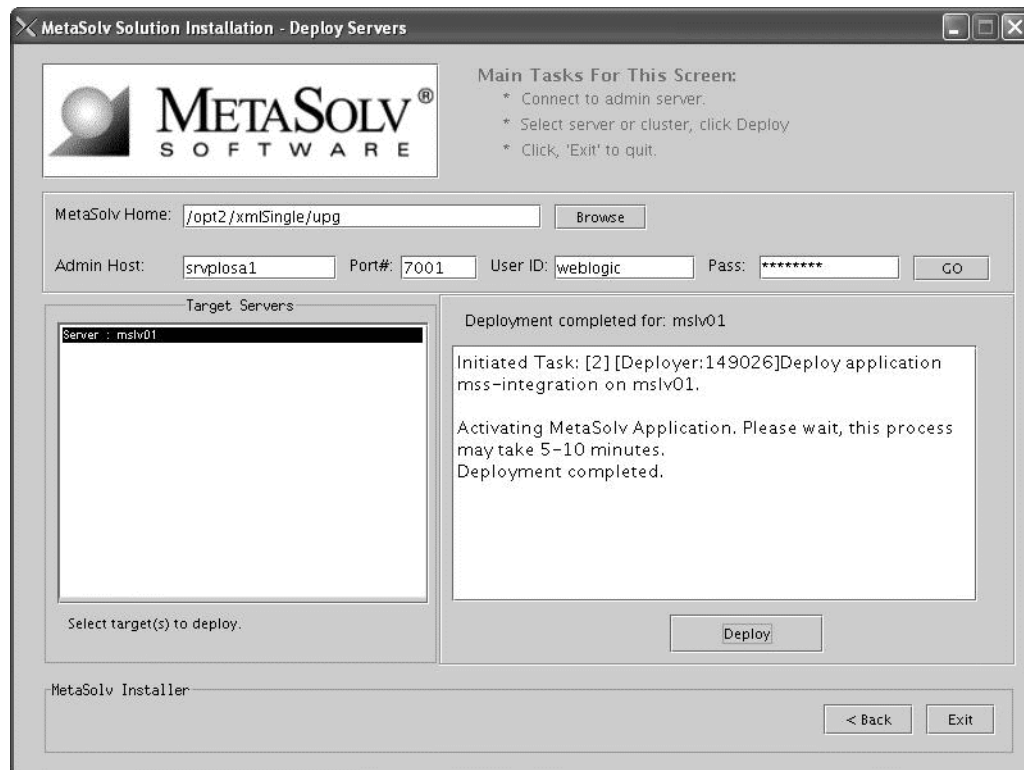 MetaSolv Solution Installation - Deploy Servers
METASOLV®
SOFTWARE
Main Tasks For This Screen:
* Connect to admin server.
* Select server or cluster, click Deploy
* Click, 'Exit' to quit.
MetaSolv Home: /opt2/xmlSingle/upg Browse
Admin Host: srvplosa1 Port#: 7001 User ID: weblogic Pass: ******** GO
Target Servers
Server : mslv01
Select target(s) to deploy.
Deployment completed for: mslv01
Initiated Task: [2] [Deployer:149026]Deploy application
mss-integration on mslv01.
Activating MetaSolv Application. Please wait, this process
may take 5-10 minutes.
Deployment completed.
Deploy
MetaSolv Installer
< Back Exit